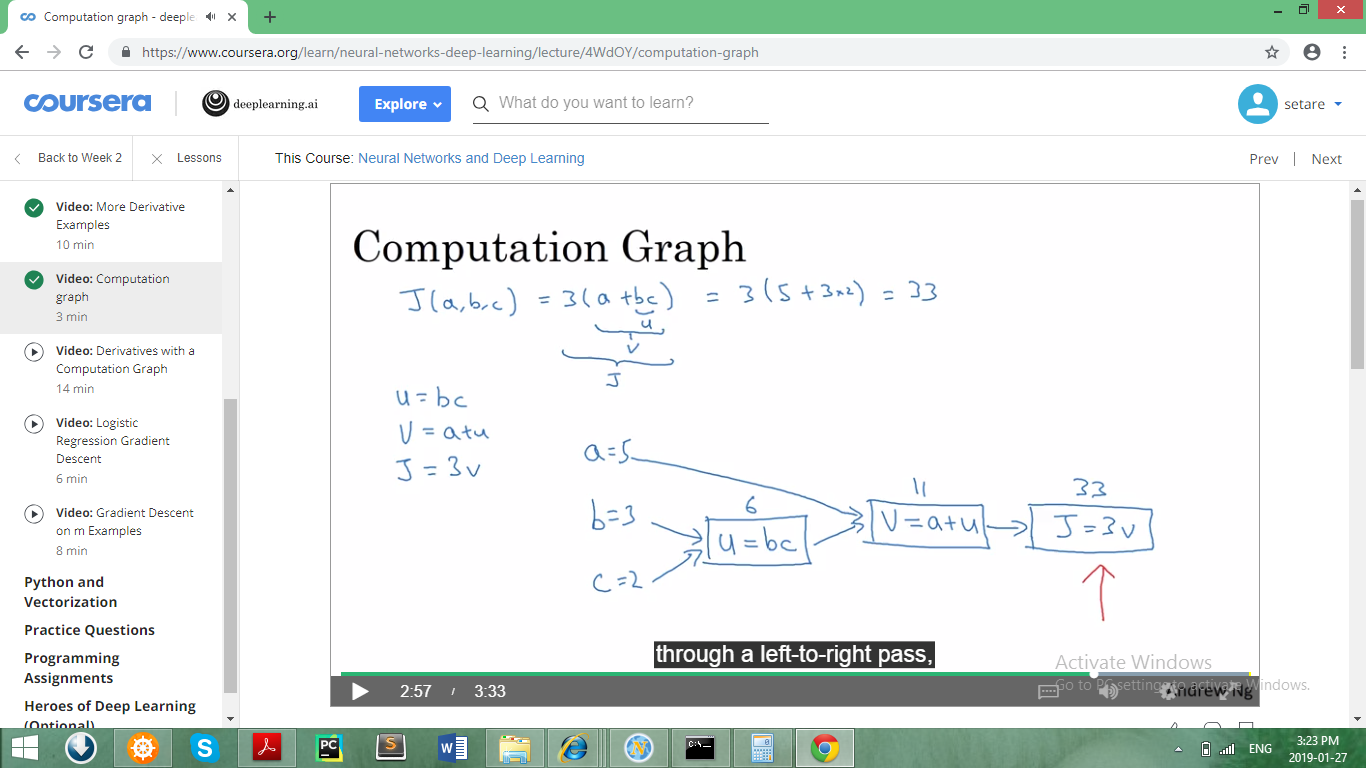 Computation graph - deeple
https://www.coursera.org/learn/neural-networks-deep-learning/lecture/4WdOY/computation-graph
coursera
deeplearning.ai
Explore
What do you want to learn?
setare
Back to Week 2
Lessons
This Course: Neural Networks and Deep Learning
Prev | Next
Video: More Derivative
Examples
10 min
Video: Computation
graph
3 min
Video: Derivatives with a
Computation Graph
14 min
Video: Logistic
Regression Gradient
Descent
6 min
Video: Gradient Descent
on m Examples
8 min
Python and
Vectorization
Practice Questions
Programming
Assignments
Heroes of Deep Learning
(Optional)
Computation Graph
J(a,b,c) = 3(a+bc) = 3(5+3×2) = 33
u
v
J
u = bc
v = a+u
J = 3v
a=5
b=3
c=2
6
u = bc
11
v = a+u
33
J = 3v
through a left-to-right pass,
2:57 / 3:33
Andrew Ng
Activate Windows
Go to PC settings to activate Windows.
PC
S
W
N
C:\
ENG
3:23 PM
2019-01-27